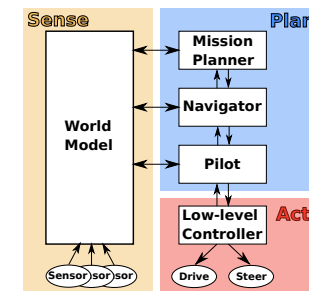 Sense
Plan
Mission
Planner
Navigator
World
Model
Pilot
Act
Low-level
Controller
Sensor
sor
sor
Drive
Steer